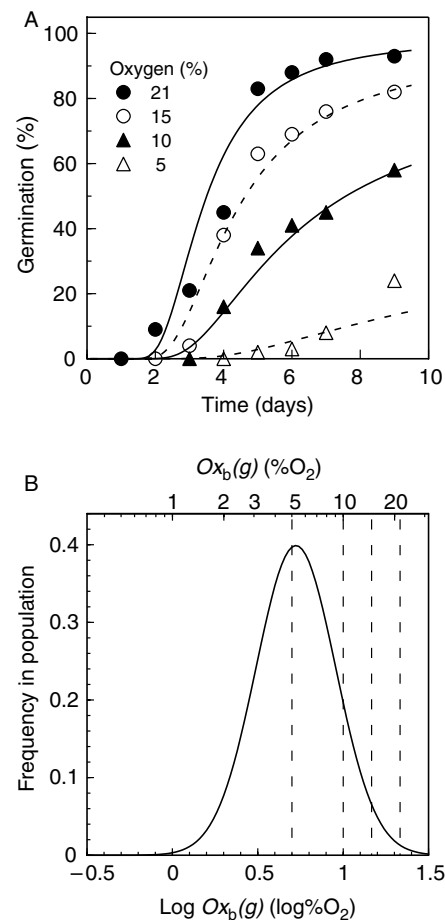 A
100
Oxygen (%)
21
80
15
10
60
5
Germination (%)
40
20
0
0 2 4 6 8 10
Time (days)
Oxb(g) (%O2)
B
1 2 3 5 10 20
0.4
0.3
Frequency in population
0.2
0.1
0
−0.5 0.0 0.5 1.0 1.5
Log Oxb(g) (log%O2)